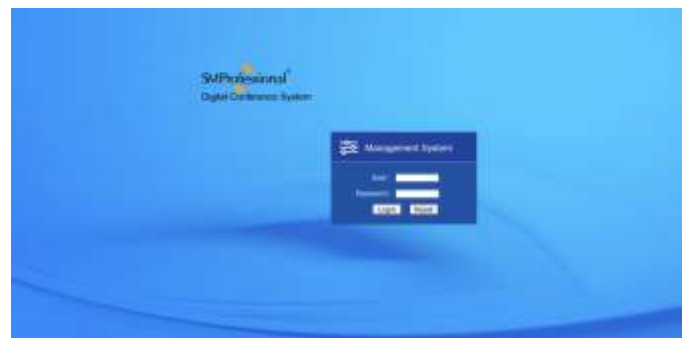 SMProfessional
Digital Conference System
Management System
User:
Password:
Login Reset